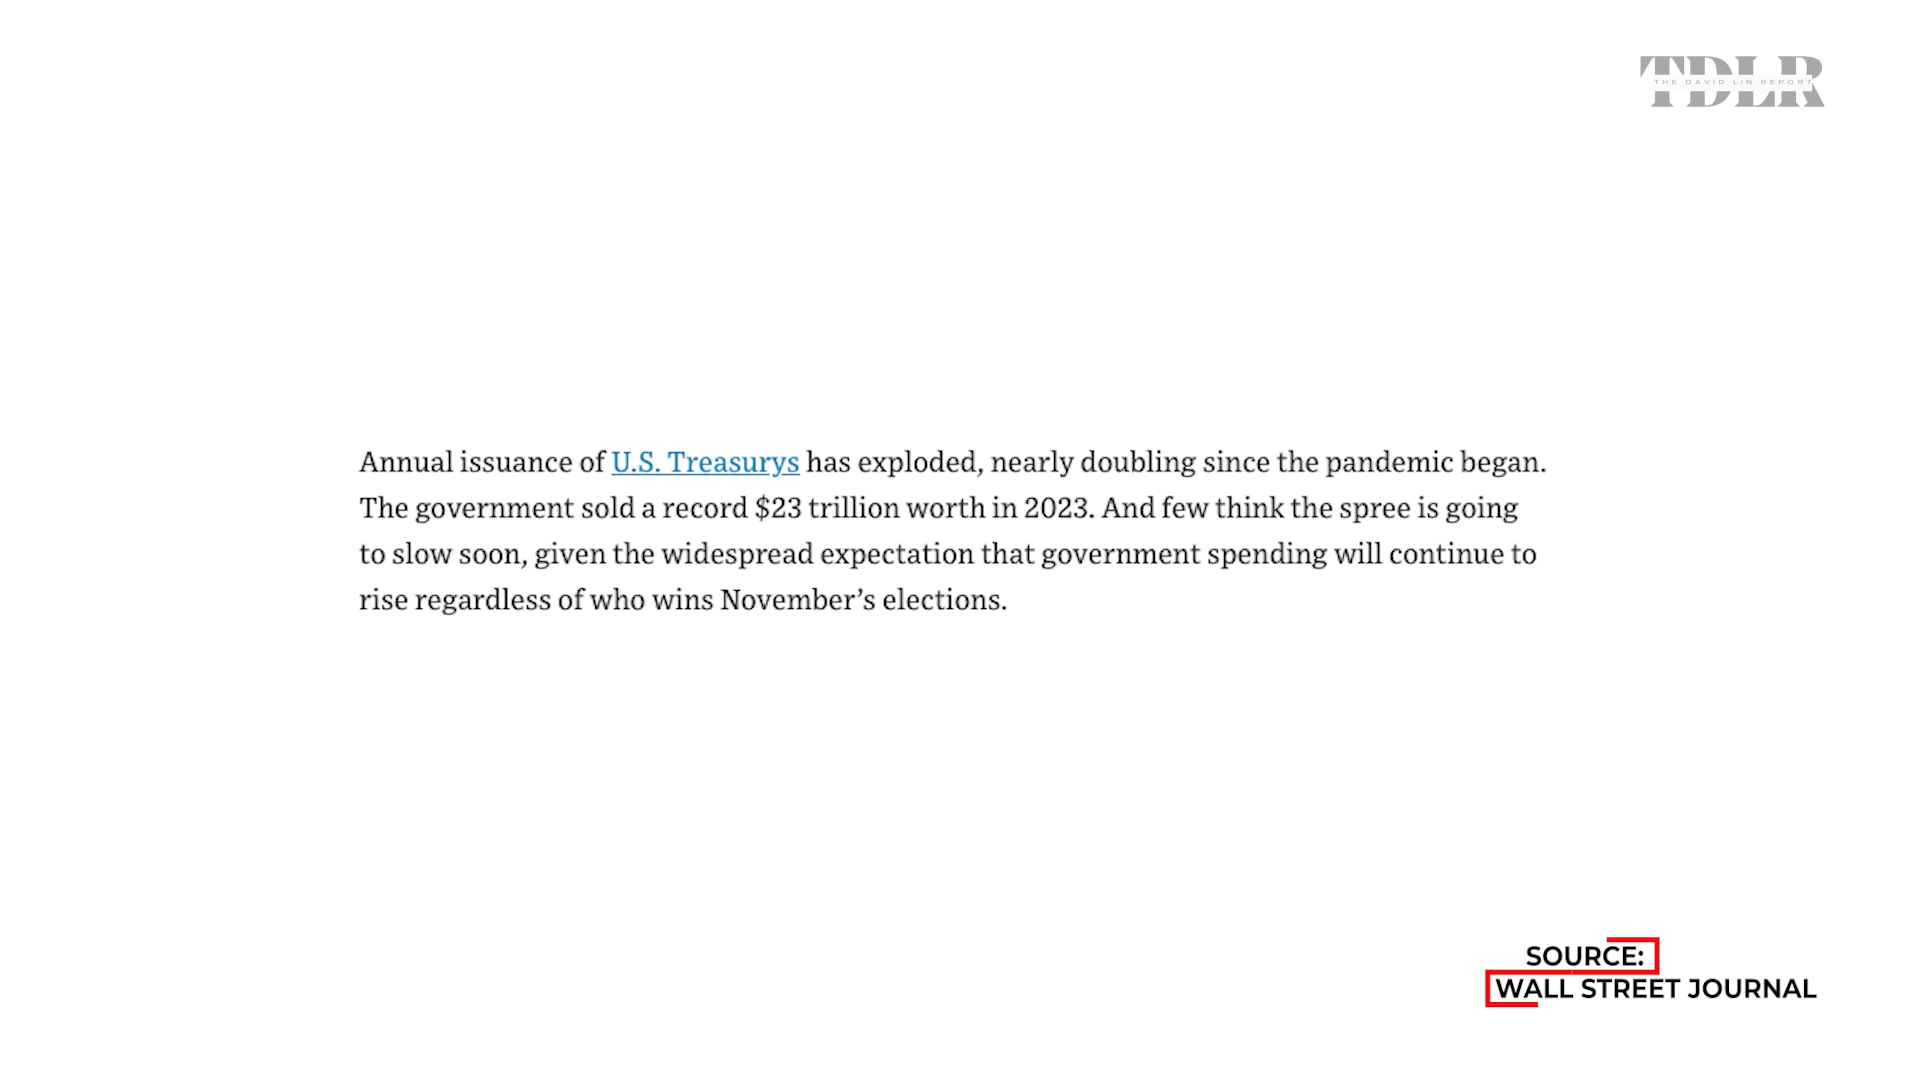 TDLR
THE DAVID LIN REPORT
Annual issuance of U.S. Treasurys has exploded, nearly doubling since the pandemic began.
The government sold a record $23 trillion worth in 2023. And few think the spree is going
to slow soon, given the widespread expectation that government spending will continue to
rise regardless of who wins November’s elections.
SOURCE:
WALL STREET JOURNAL